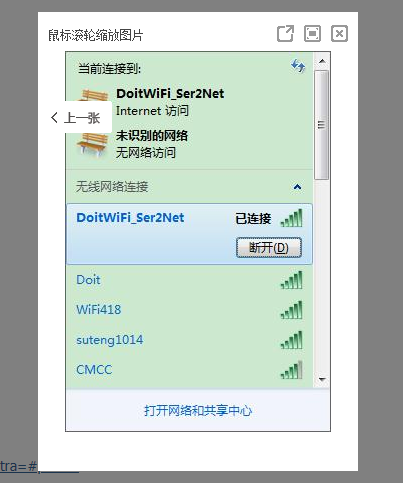 鼠标滚轮缩放图片
当前连接到:
DoitWiFi_Ser2Net
Internet 访问
上一张
未识别的网络
无网络访问
无线网络连接
DoitWiFi_Ser2Net 已连接
断开(D)
Doit
WiFi418
suteng1014
CMCC
打开网络和共享中心
tra=#